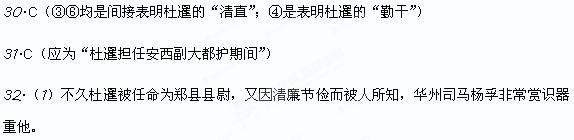 30·C（③⑥均是间接表明杜暹的“清直”；④是表明杜暹的“勤干”）
31·C（应为“杜暹担任安西副大都护期间”）
32·（1）不久杜暹被任命为郑县县尉，又因清廉节俭而被人所知，华州司马杨孚非常赏识器
重他。